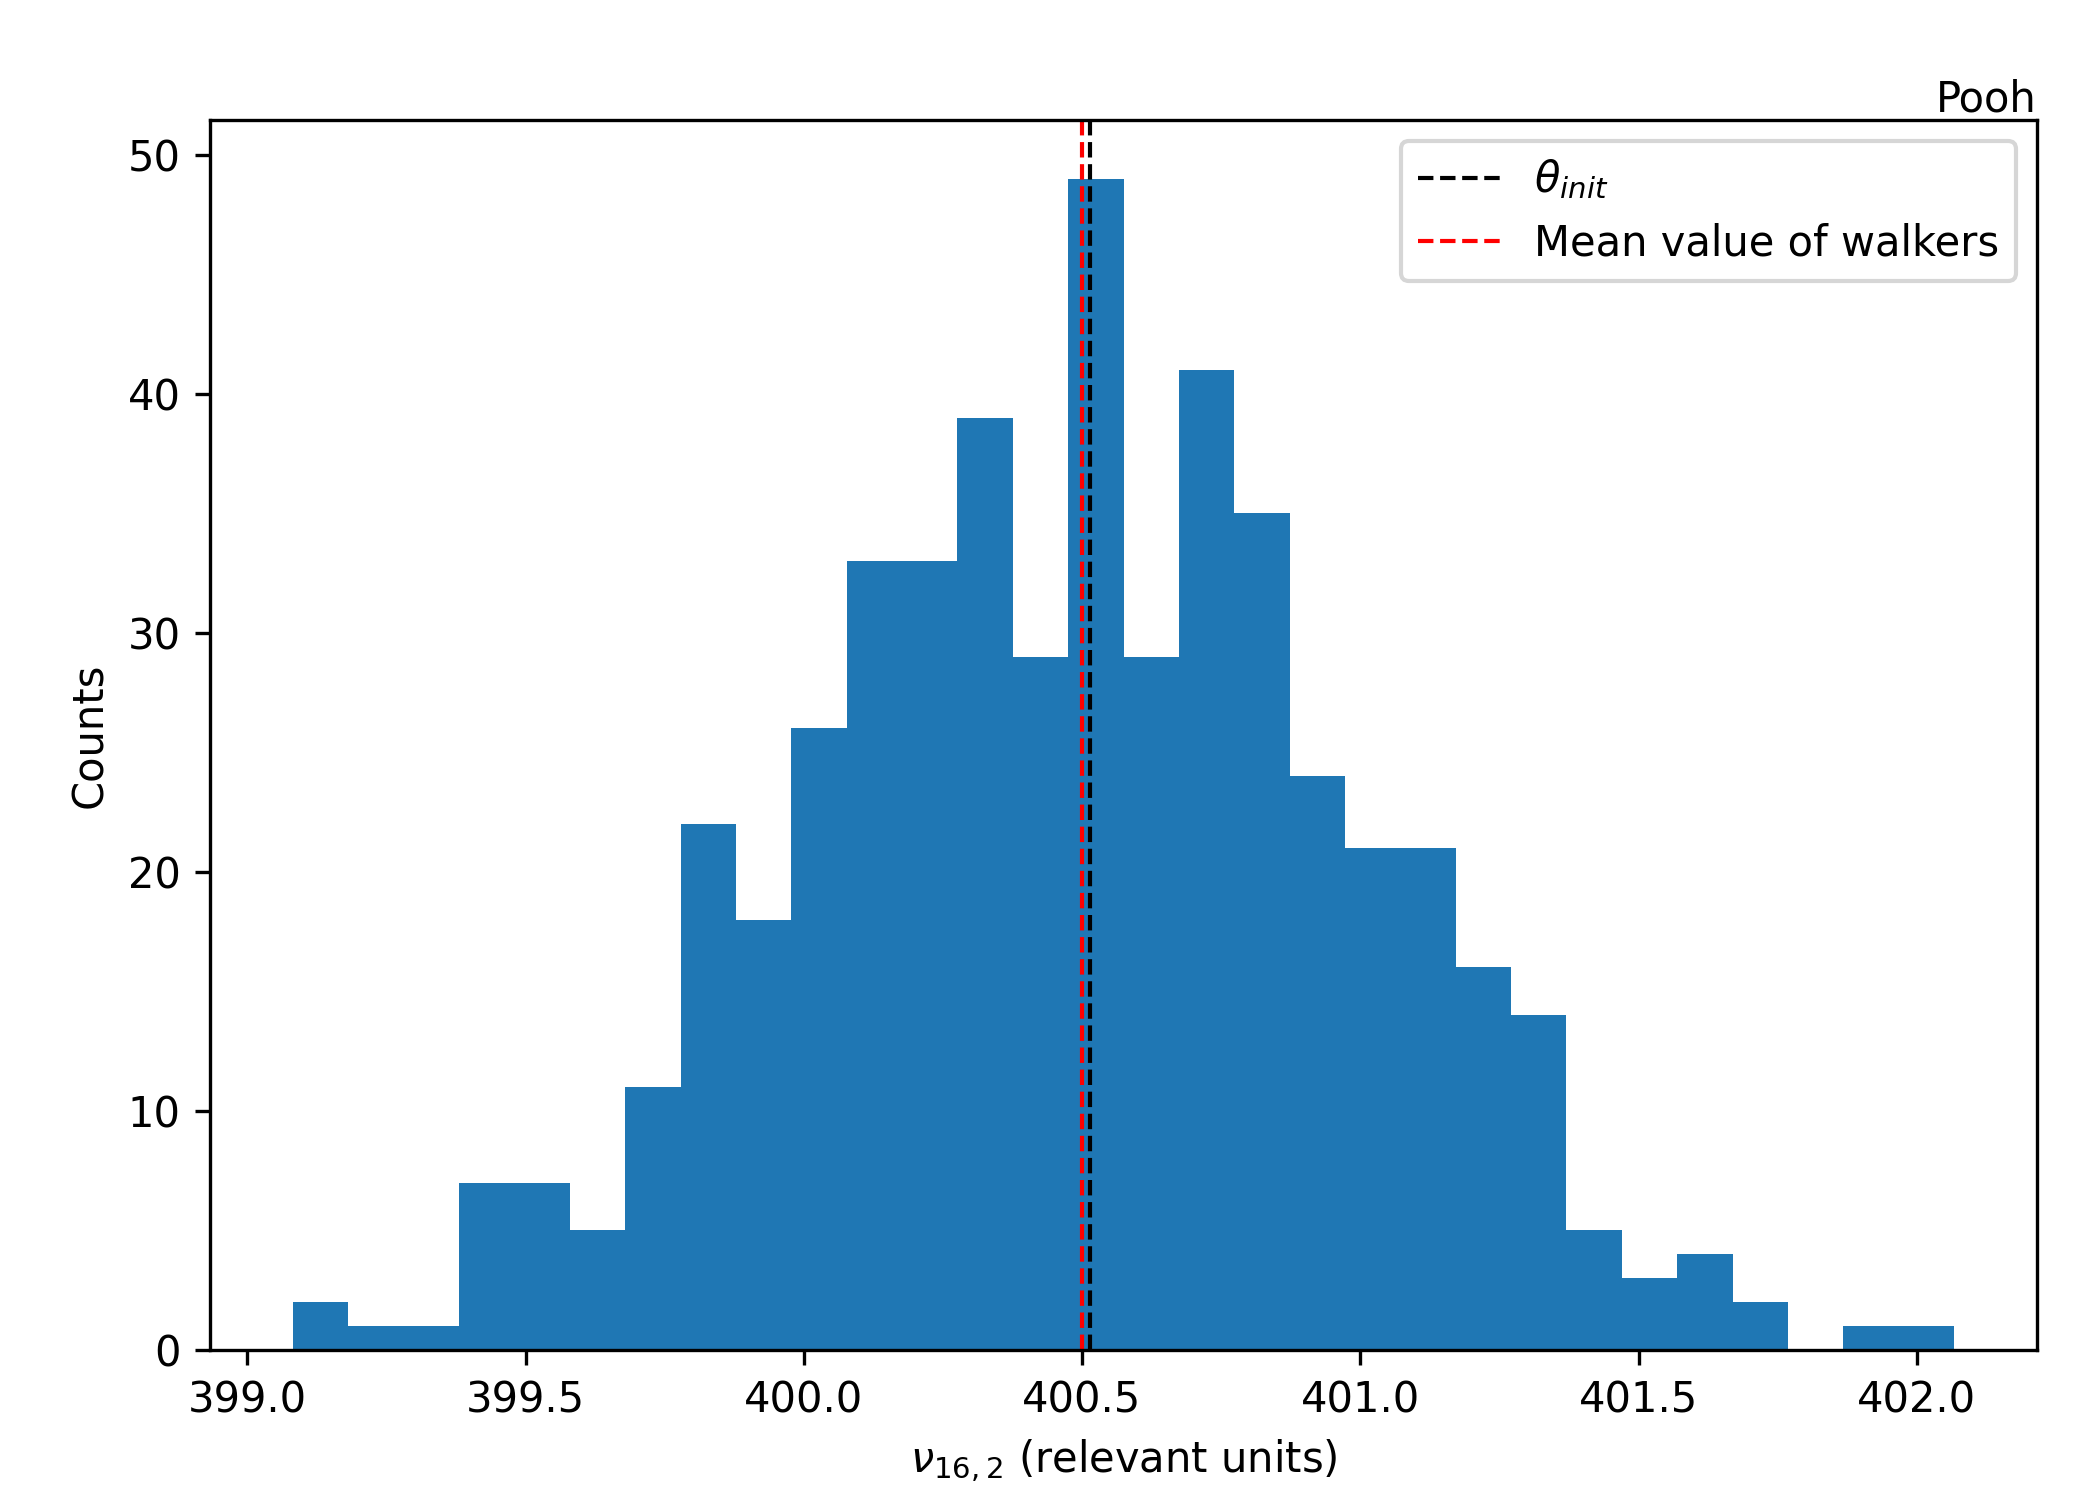 Pooh
50
40
30
20
10
0
Counts
θ_init
Mean value of walkers
399.0 399.5 400.0 400.5 401.0 401.5 402.0
ν_16, 2 (relevant units)